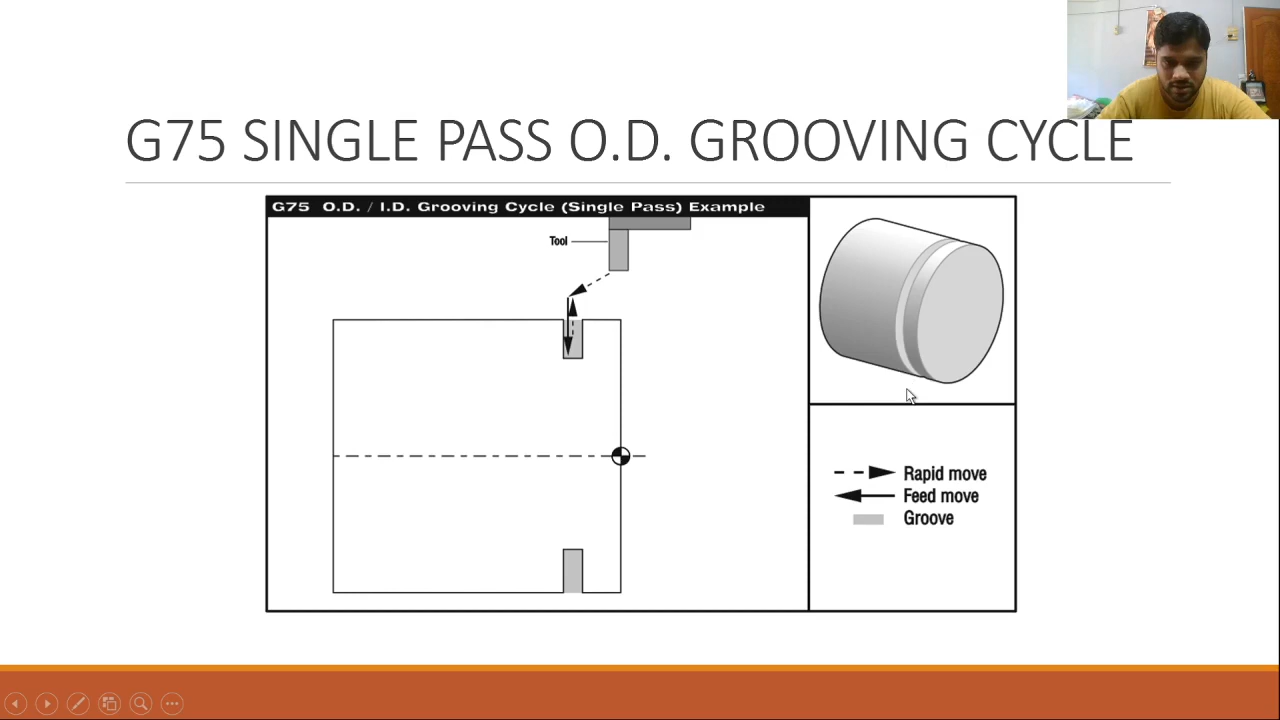 G75 SINGLE PASS O.D. GROOVING CYCLE
G75 O.D. / I.D. Grooving Cycle (Single Pass) Example
Tool
Rapid move
Feed move
Groove